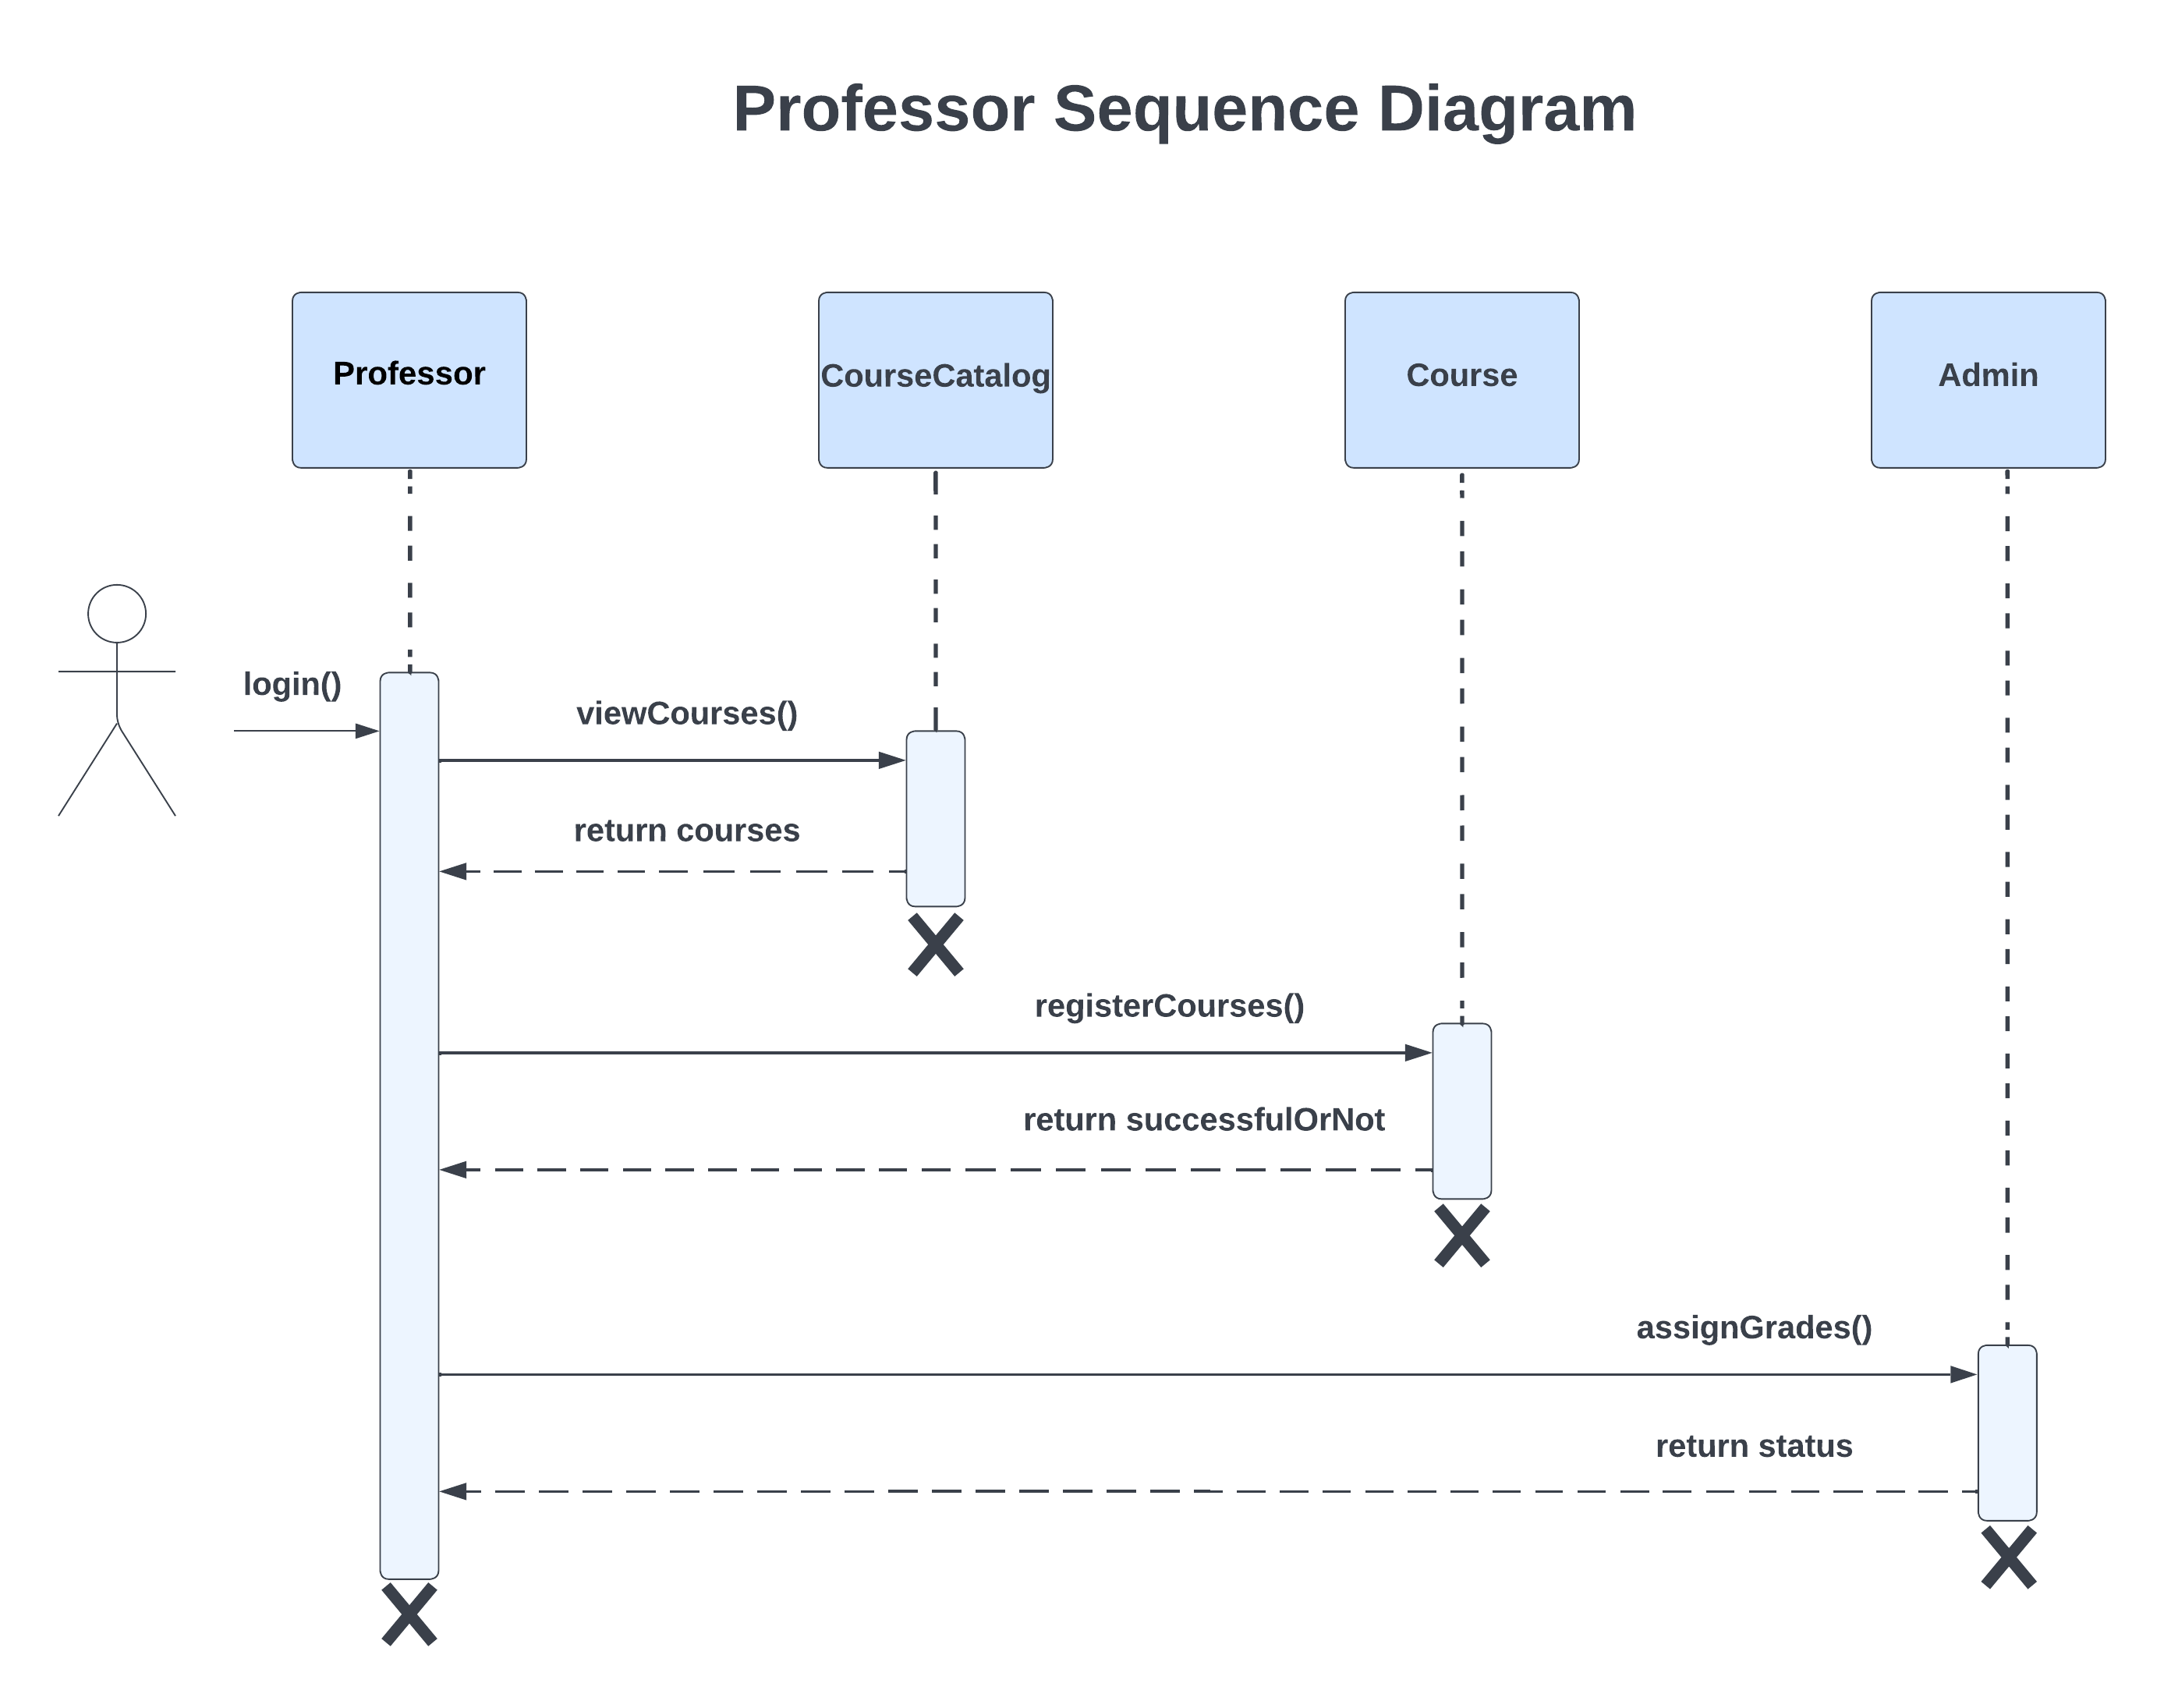 Professor Sequence Diagram
Professor
CourseCatalog
Course
Admin
login()
viewCourses()
return courses
registerCourses()
return successfulOrNot
assignGrades()
return status